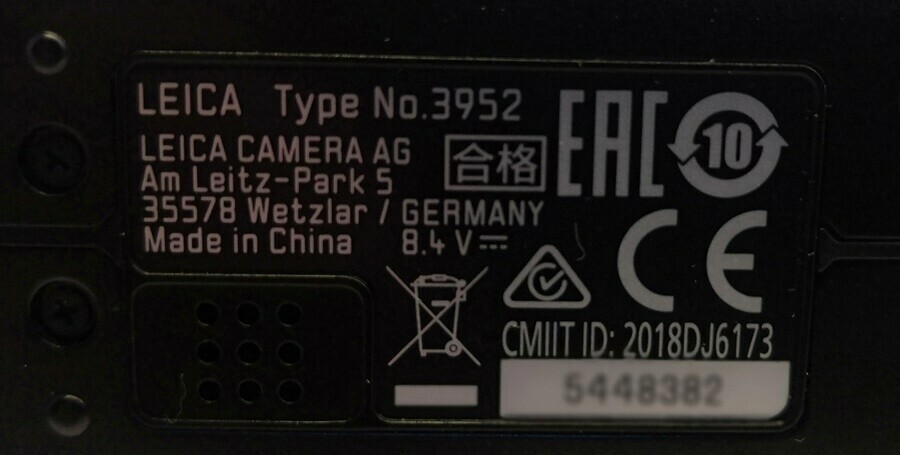 LEICA Type No.3952
LEICA CAMERA AG
Am Leitz-Park 5
35578 Wetzlar / GERMANY
Made in China 8.4 V
合格
EAC
10
CE
CMIIT ID: 2018DJ6173
5448382